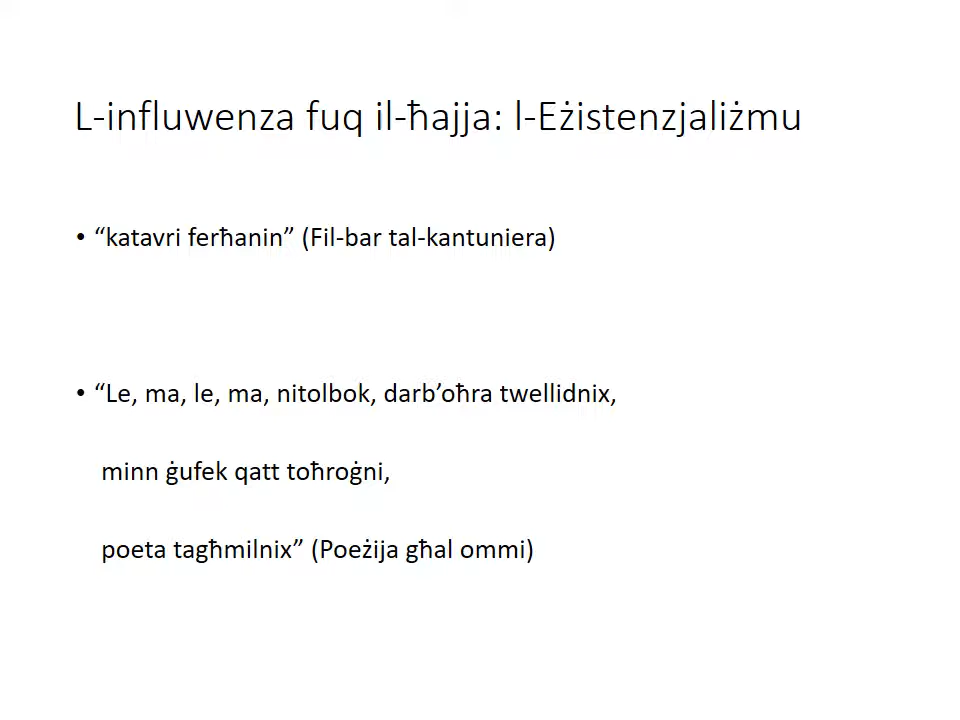 L-influwenza fuq il-ħajja: l-Eżistenzjaliżmu
• “katavri ferħanin” (Fil-bar tal-kantuniera)
• “Le, ma, le, ma, nitolbok, darb’oħra twellidnix,
minn ġufek qatt toħroġni,
poeta tagħmilnix” (Poeżija għal ommi)